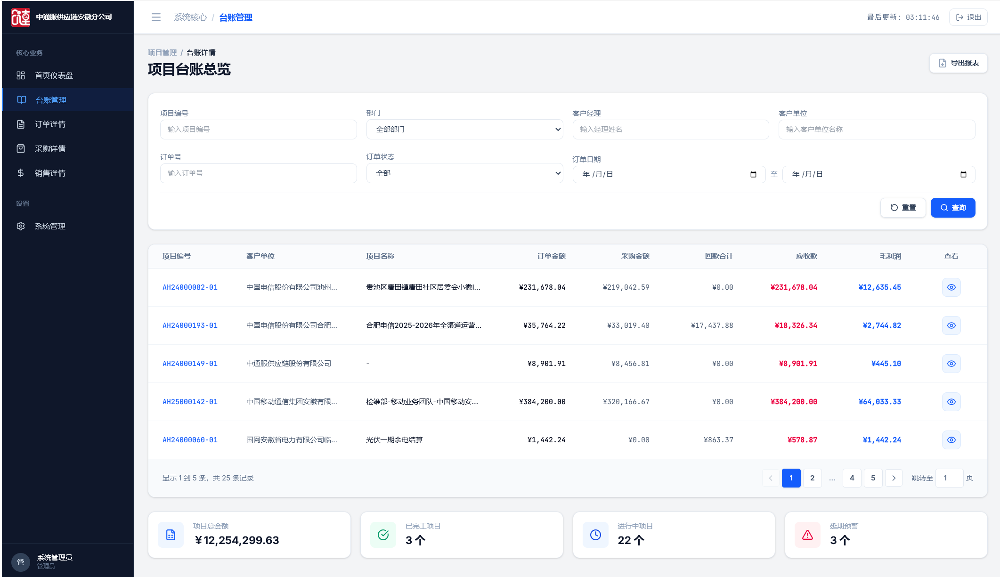 中通服供应链安徽分公司
系统核心 / 台账管理
最后更新: 03:11:46
退出
核心业务
首页仪表盘
台账管理
订单详情
采购详情
销售详情
设置
系统管理
管
系统管理员
管理员
项目管理 / 台账详情
项目台账总览
导出报表
项目编号 部门 客户经理 客户单位
输入项目编号 全部部门 输入经理姓名 输入客户单位名称
订单号 订单状态 订单日期
输入订单号 全部 年 /月/日 至 年 /月/日
重置 查询
项目编号 客户单位 项目名称 订单金额 采购金额 回款合计 应收款 毛利润 查看
AH24000082-01 中国电信股份有限公司池州... 贵池区唐田镇唐田社区居委会小微I... ¥231,678.04 ¥219,042.59 ¥0.00 ¥231,678.04 ¥12,635.45
AH24000193-01 中国电信股份有限公司合肥... 合肥电信2025-2026年全渠道运营... ¥35,764.22 ¥33,019.40 ¥17,437.88 ¥18,326.34 ¥2,744.82
AH24000149-01 中通服供应链股份有限公司 - ¥8,901.91 ¥8,456.81 ¥0.00 ¥8,901.91 ¥445.10
AH25000142-01 中国移动通信集团安徽有限... 检维部-移动业务团队-中国移动安... ¥384,200.00 ¥320,166.67 ¥0.00 ¥384,200.00 ¥64,033.33
AH24000060-01 国网安徽省电力有限公司临... 光伏一期余电结算 ¥1,442.24 ¥0.00 ¥863.37 ¥578.87 ¥1,442.24
显示 1 到 5 条，共 25 条记录
1 2 ... 4 5 跳转至 1 页
项目总金额
¥12,254,299.63
已完工项目
3 个
进行中项目
22 个
延期预警
3 个